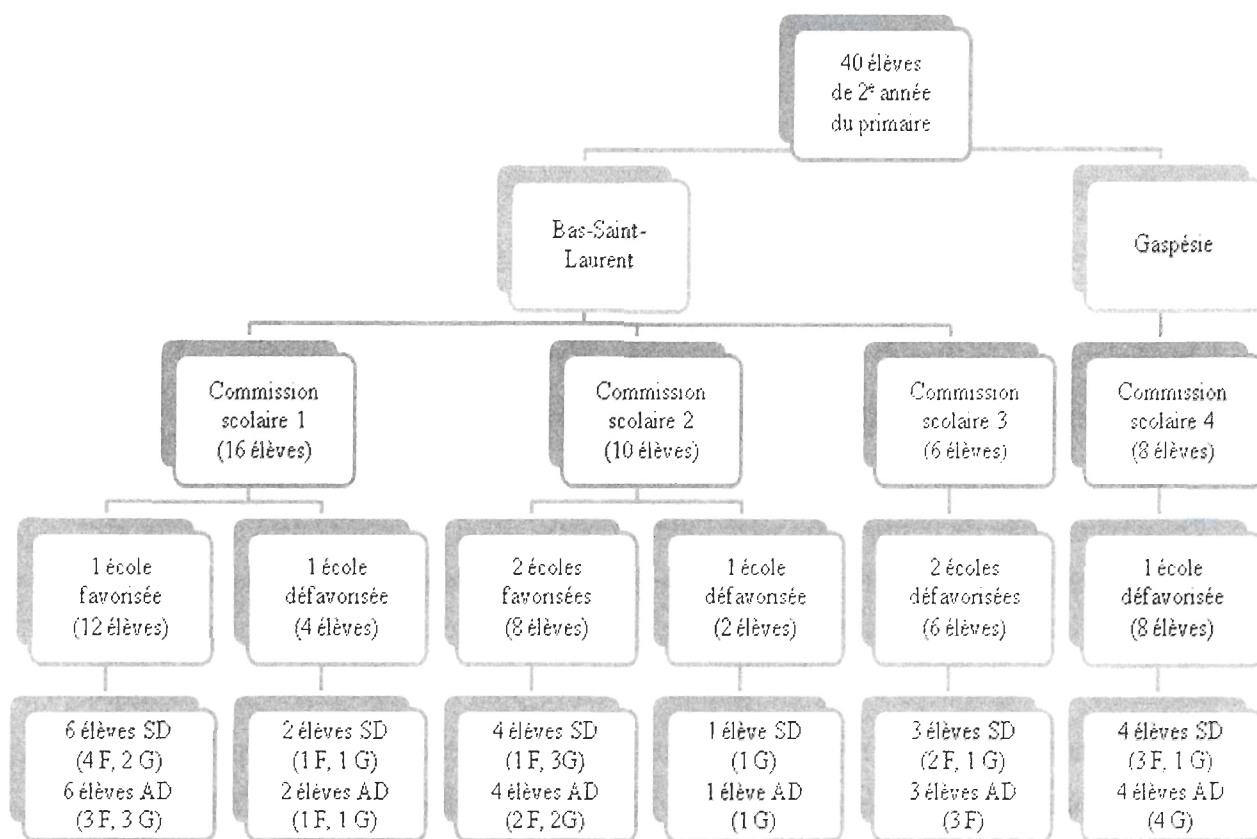 40 élèves
de 2e année
du primaire
Bas-Saint-
Laurent
Gaspésie
Commission
scolaire 1
(16 élèves)
Commission
scolaire 2
(10 élèves)
Commission
scolaire 3
(6 élèves)
Commission
scolaire 4
(8 élèves)
1 école
favorisée
(12 élèves)
1 école
défavorisée
(4 élèves)
2 écoles
favorisées
(8 élèves)
1 école
défavorisée
(2 élèves)
2 écoles
défavorisées
(6 élèves)
1 école
défavorisée
(8 élèves)
6 élèves SD
(4 F, 2 G)
6 élèves AD
(3 F, 3 G)
2 élèves SD
(1 F, 1 G)
2 élèves AD
(1 F, 1 G)
4 élèves SD
(1 F, 3G)
4 élèves AD
(2 F, 2G)
1 élève SD
(1 G)
1 élève AD
(1 G)
3 élèves SD
(2 F, 1 G)
3 élèves AD
(3 F)
4 élèves SD
(3 F, 1 G)
4 élèves AD
(4 G)